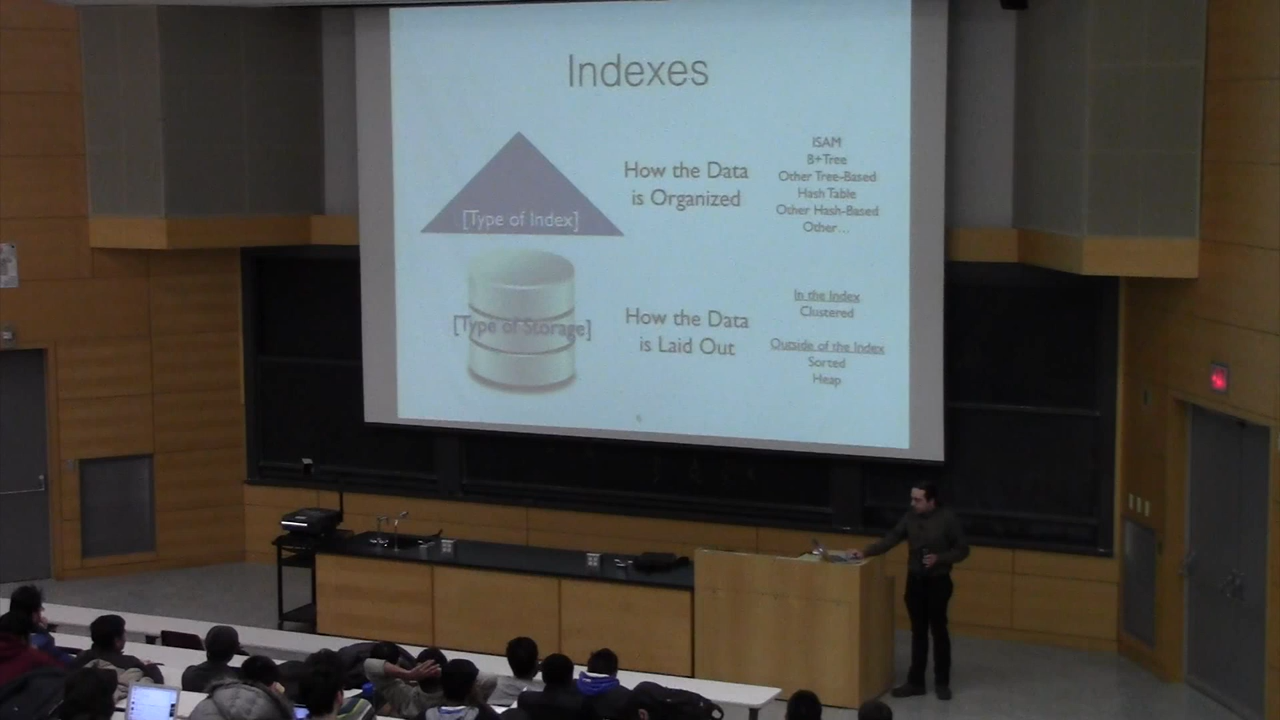 Indexes
[Type of Index]
How the Data
is Organized
ISAM
B+Tree
Other Tree-Based
Hash Table
Other Hash-Based
Other...
[Type of Storage]
How the Data
is Laid Out
In the Index
Clustered
Outside of the Index
Sorted
Heap